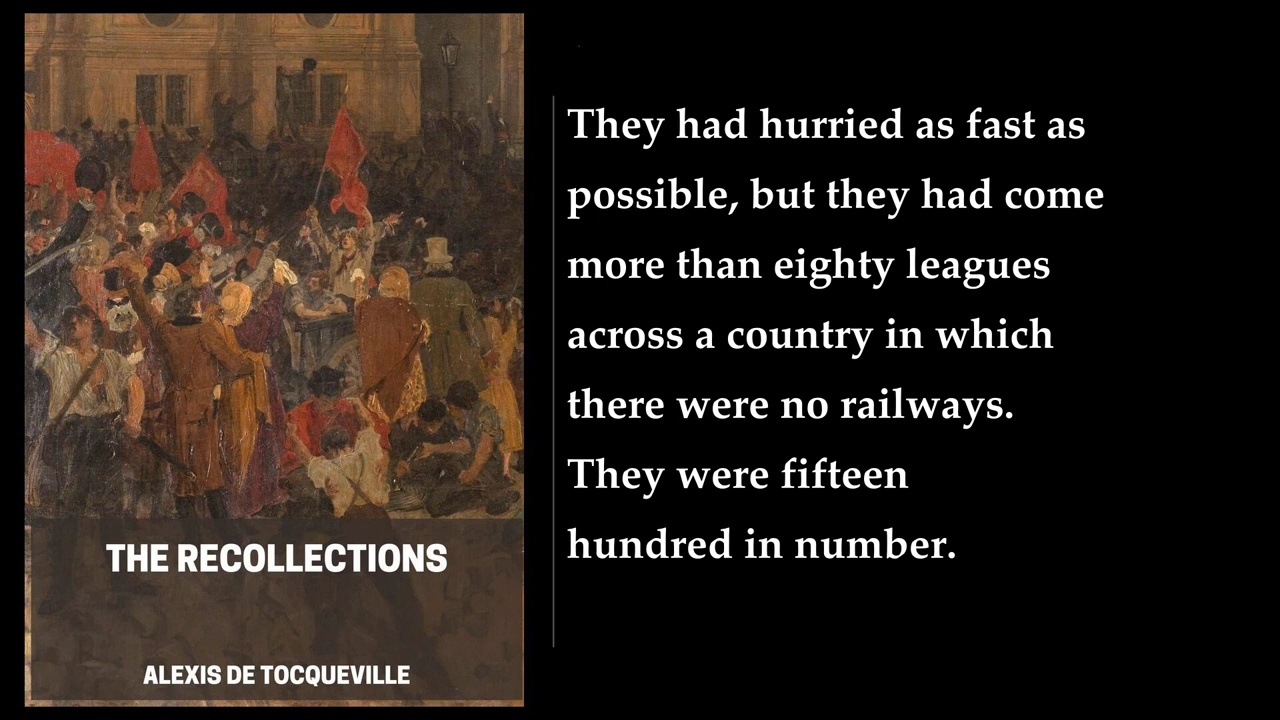 THE RECOLLECTIONS
ALEXIS DE TOCQUEVILLE
They had hurried as fast as
possible, but they had come
more than eighty leagues
across a country in which
there were no railways.
They were fifteen
hundred in number.